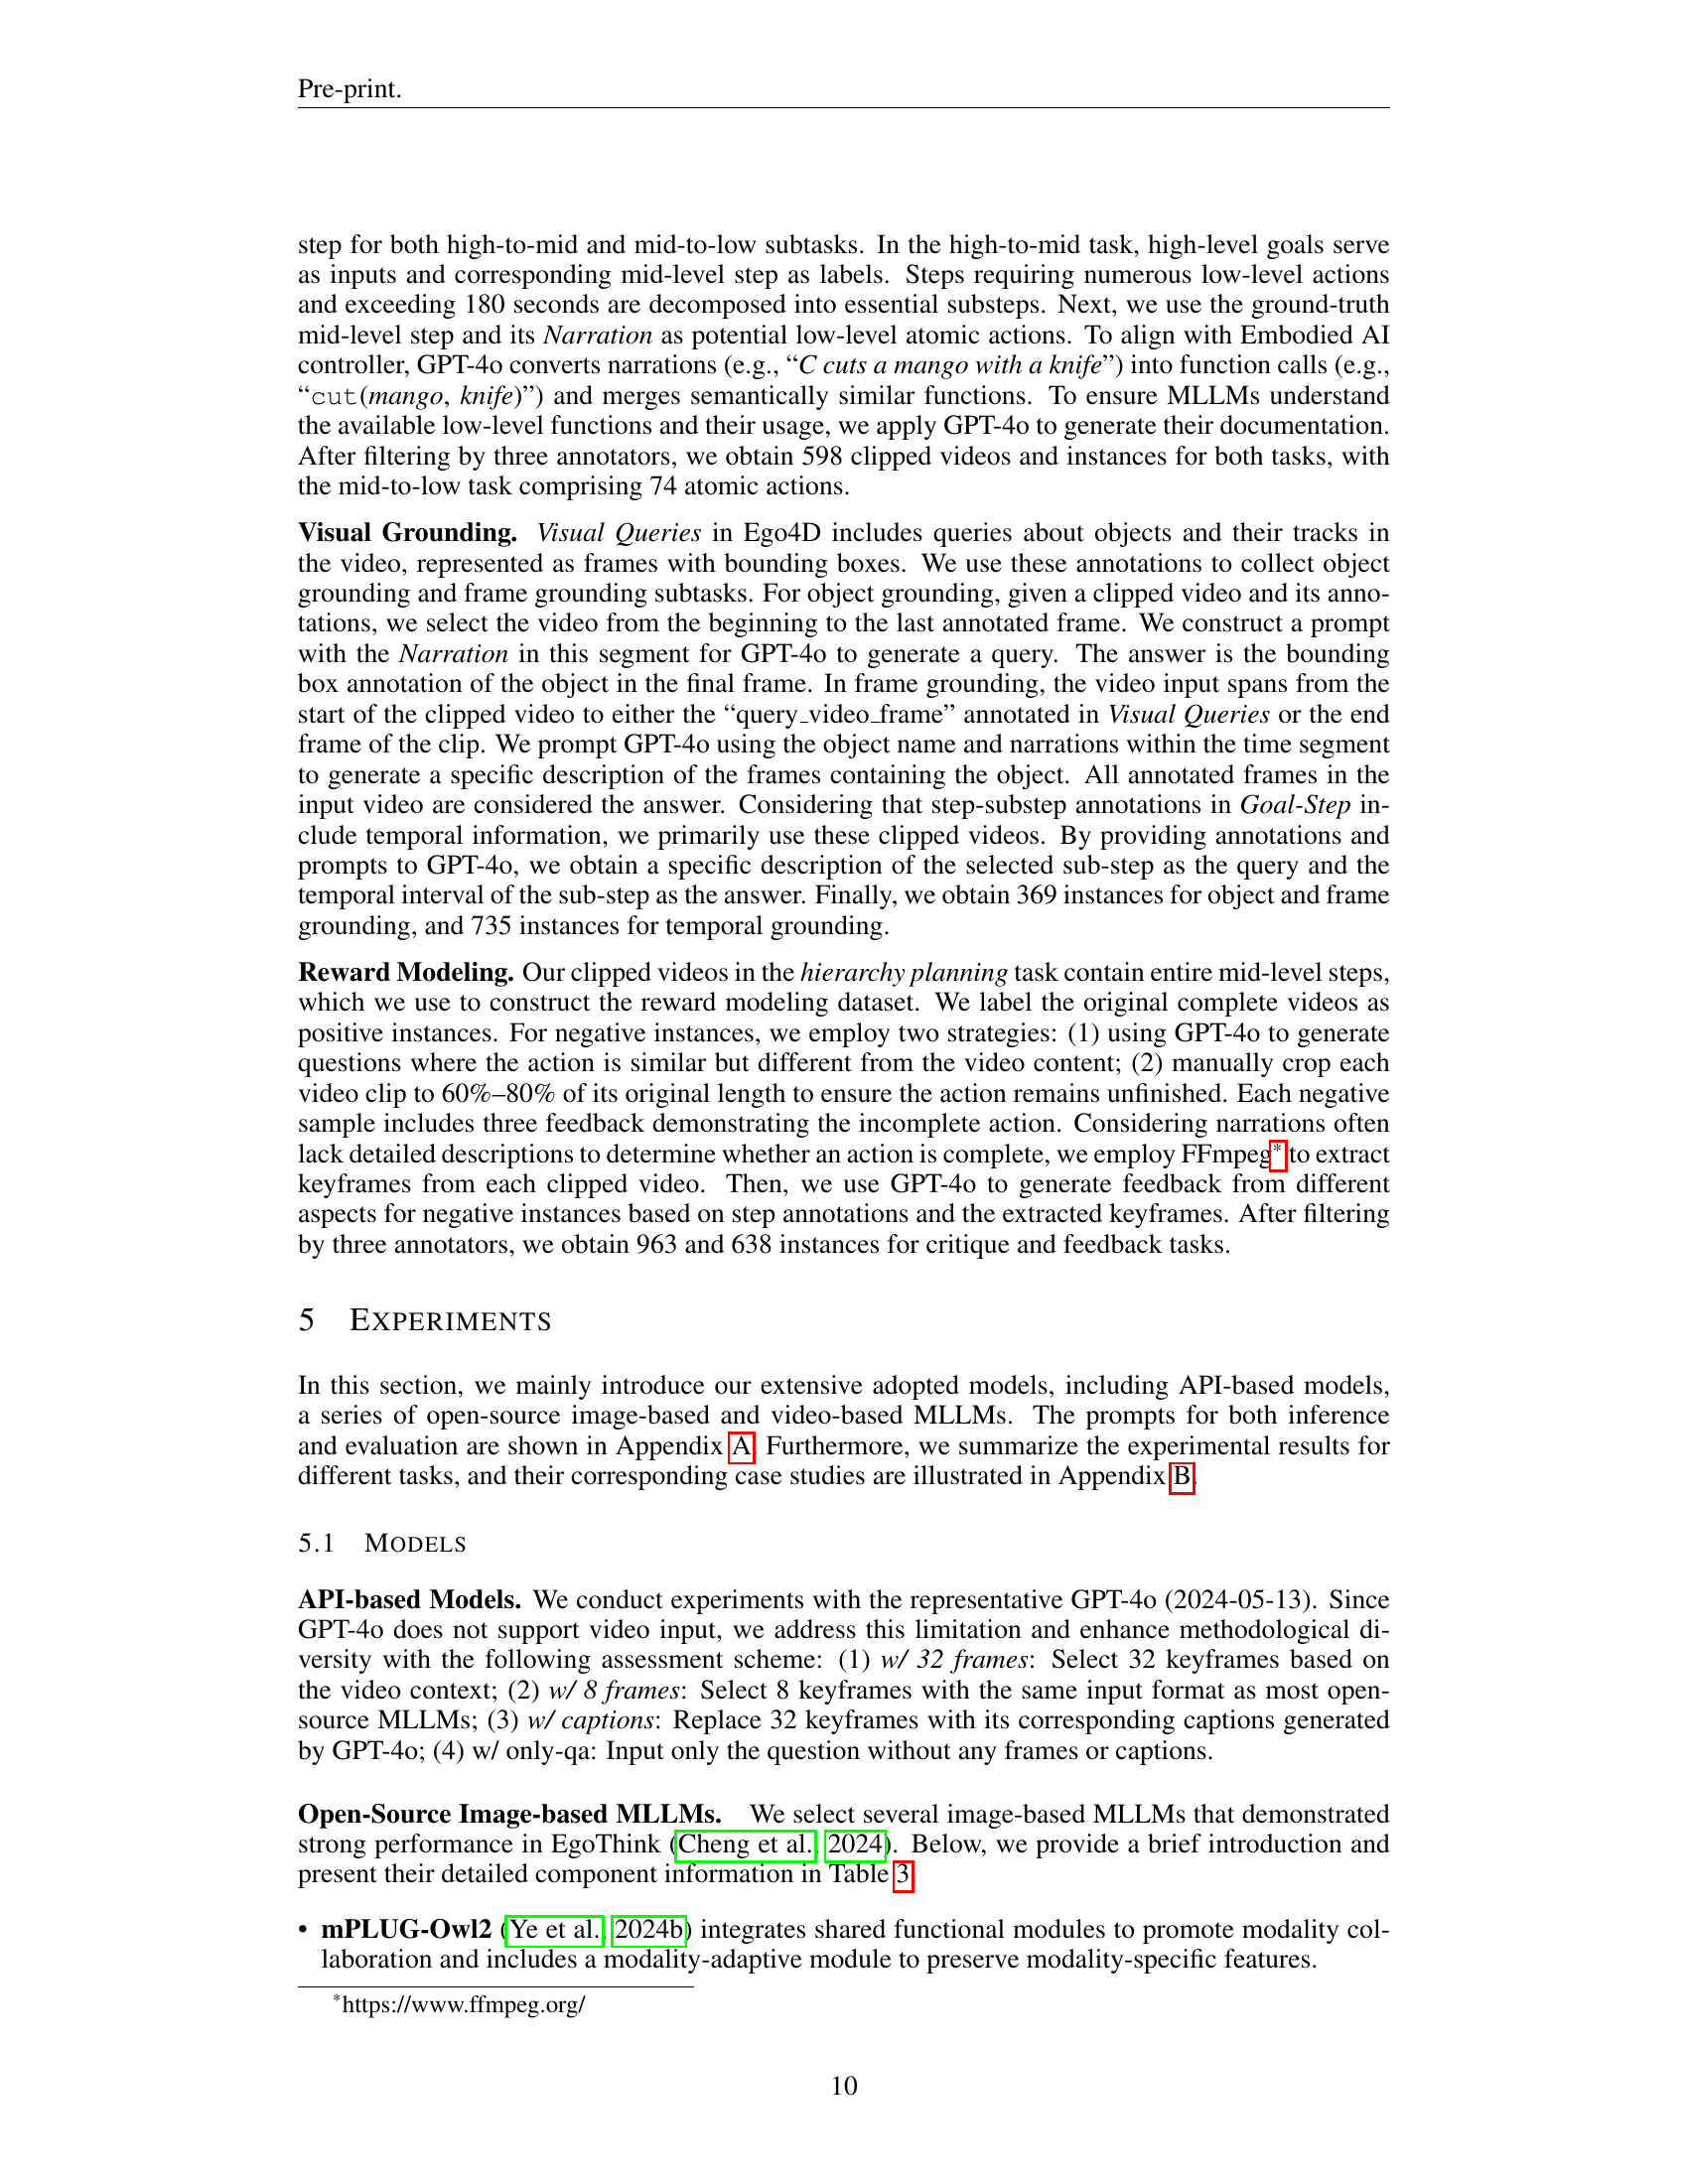 Pre-print.
step for both high-to-mid and mid-to-low subtasks. In the high-to-mid task, high-level goals serve
as inputs and corresponding mid-level step as labels. Steps requiring numerous low-level actions
and exceeding 180 seconds are decomposed into essential substeps. Next, we use the ground-truth
mid-level step and its Narration as potential low-level atomic actions. To align with Embodied AI
controller, GPT-4o converts narrations (e.g., “C cuts a mango with a knife”) into function calls (e.g.,
“cut(mango, knife)”) and merges semantically similar functions. To ensure MLLMs understand
the available low-level functions and their usage, we apply GPT-4o to generate their documentation.
After filtering by three annotators, we obtain 598 clipped videos and instances for both tasks, with
the mid-to-low task comprising 74 atomic actions.
Visual Grounding. Visual Queries in Ego4D includes queries about objects and their tracks in
the video, represented as frames with bounding boxes. We use these annotations to collect object
grounding and frame grounding subtasks. For object grounding, given a clipped video and its anno-
tations, we select the video from the beginning to the last annotated frame. We construct a prompt
with the Narration in this segment for GPT-4o to generate a query. The answer is the bounding
box annotation of the object in the final frame. In frame grounding, the video input spans from the
start of the clipped video to either the “query_video_frame” annotated in Visual Queries or the end
frame of the clip. We prompt GPT-4o using the object name and narrations within the time segment
to generate a specific description of the frames containing the object. All annotated frames in the
input video are considered the answer. Considering that step-substep annotations in Goal-Step in-
clude temporal information, we primarily use these clipped videos. By providing annotations and
prompts to GPT-4o, we obtain a specific description of the selected sub-step as the query and the
temporal interval of the sub-step as the answer. Finally, we obtain 369 instances for object and frame
grounding, and 735 instances for temporal grounding.
Reward Modeling. Our clipped videos in the hierarchy planning task contain entire mid-level steps,
which we use to construct the reward modeling dataset. We label the original complete videos as
positive instances. For negative instances, we employ two strategies: (1) using GPT-4o to generate
questions where the action is similar but different from the video content; (2) manually crop each
video clip to 60%–80% of its original length to ensure the action remains unfinished. Each negative
sample includes three feedback demonstrating the incomplete action. Considering narrations often
lack detailed descriptions to determine whether an action is complete, we employ FFmpeg* to extract
keyframes from each clipped video. Then, we use GPT-4o to generate feedback from different
aspects for negative instances based on step annotations and the extracted keyframes. After filtering
by three annotators, we obtain 963 and 638 instances for critique and feedback tasks.
5 EXPERIMENTS
In this section, we mainly introduce our extensive adopted models, including API-based models,
a series of open-source image-based and video-based MLLMs. The prompts for both inference
and evaluation are shown in Appendix A. Furthermore, we summarize the experimental results for
different tasks, and their corresponding case studies are illustrated in Appendix B.
5.1 MODELS
API-based Models. We conduct experiments with the representative GPT-4o (2024-05-13). Since
GPT-4o does not support video input, we address this limitation and enhance methodological di-
versity with the following assessment scheme: (1) w/ 32 frames: Select 32 keyframes based on
the video context; (2) w/ 8 frames: Select 8 keyframes with the same input format as most open-
source MLLMs; (3) w/ captions: Replace 32 keyframes with its corresponding captions generated
by GPT-4o; (4) w/ only-qa: Input only the question without any frames or captions.
Open-Source Image-based MLLMs. We select several image-based MLLMs that demonstrated
strong performance in EgoThink (Cheng et al., 2024). Below, we provide a brief introduction and
present their detailed component information in Table 3.
• mPLUG-Owl2 (Ye et al., 2024b) integrates shared functional modules to promote modality col-
laboration and includes a modality-adaptive module to preserve modality-specific features.
*https://www.ffmpeg.org/
10